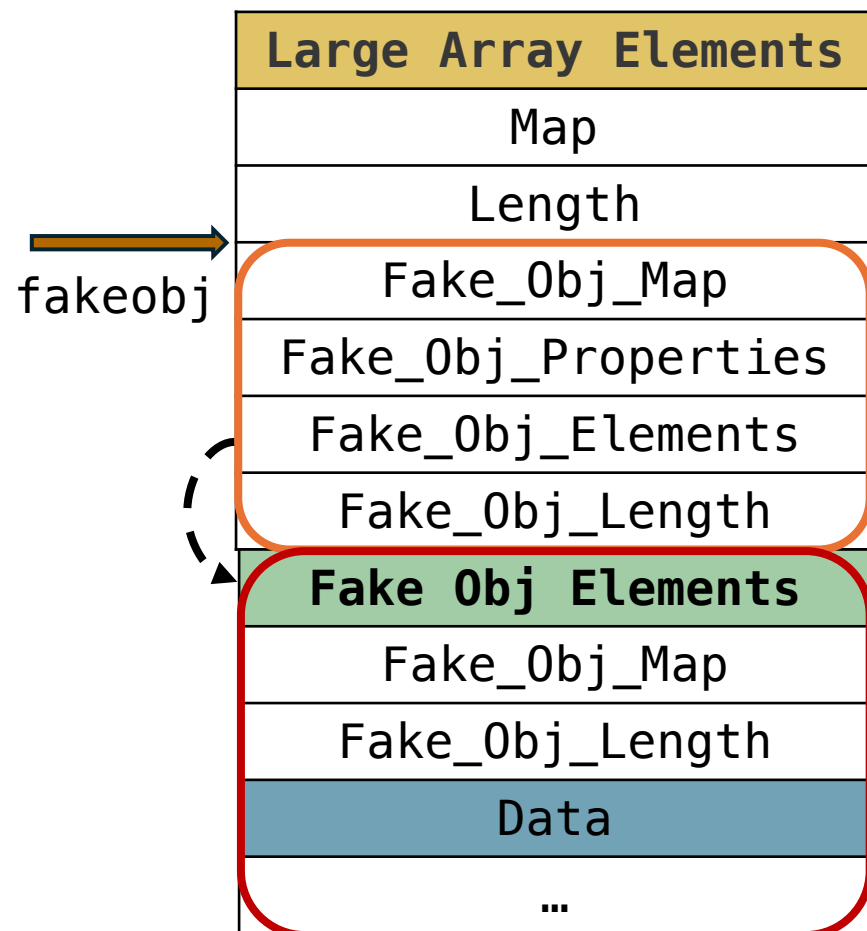 Large Array Elements
Map
Length
fakeobj
Fake_Obj_Map
Fake_Obj_Properties
Fake_Obj_Elements
Fake_Obj_Length
Fake Obj Elements
Fake_Obj_Map
Fake_Obj_Length
Data
…